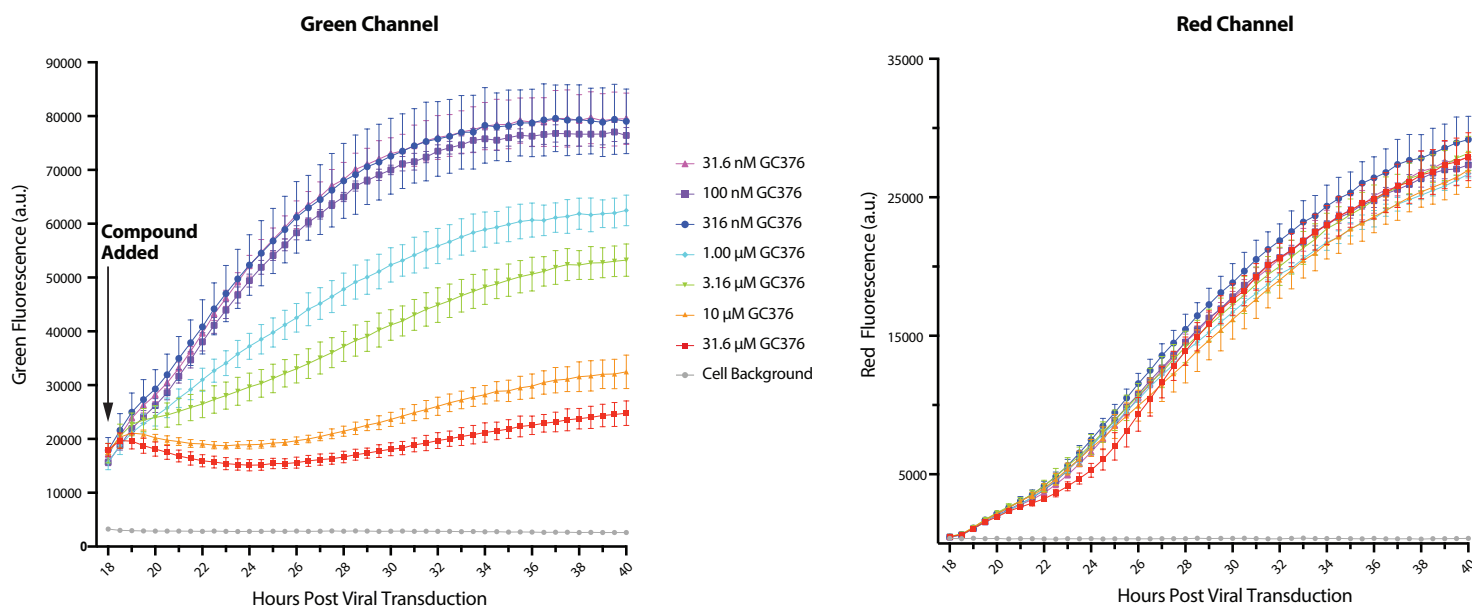 Green Channel
90000
80000
70000
60000
50000
40000
30000
20000
10000
0
Green Fluorescence (a.u.)
Compound
Added
18 20 22 24 26 28 30 32 34 36 38 40
Hours Post Viral Transduction
31.6 nM GC376
100 nM GC376
316 nM GC376
1.00 µM GC376
3.16 µM GC376
10 µM GC376
31.6 µM GC376
Cell Background
Red Channel
35000
25000
15000
5000
Red Fluorescence (a.u.)
18 20 22 24 26 28 30 32 34 36 38 40
Hours Post Viral Transduction